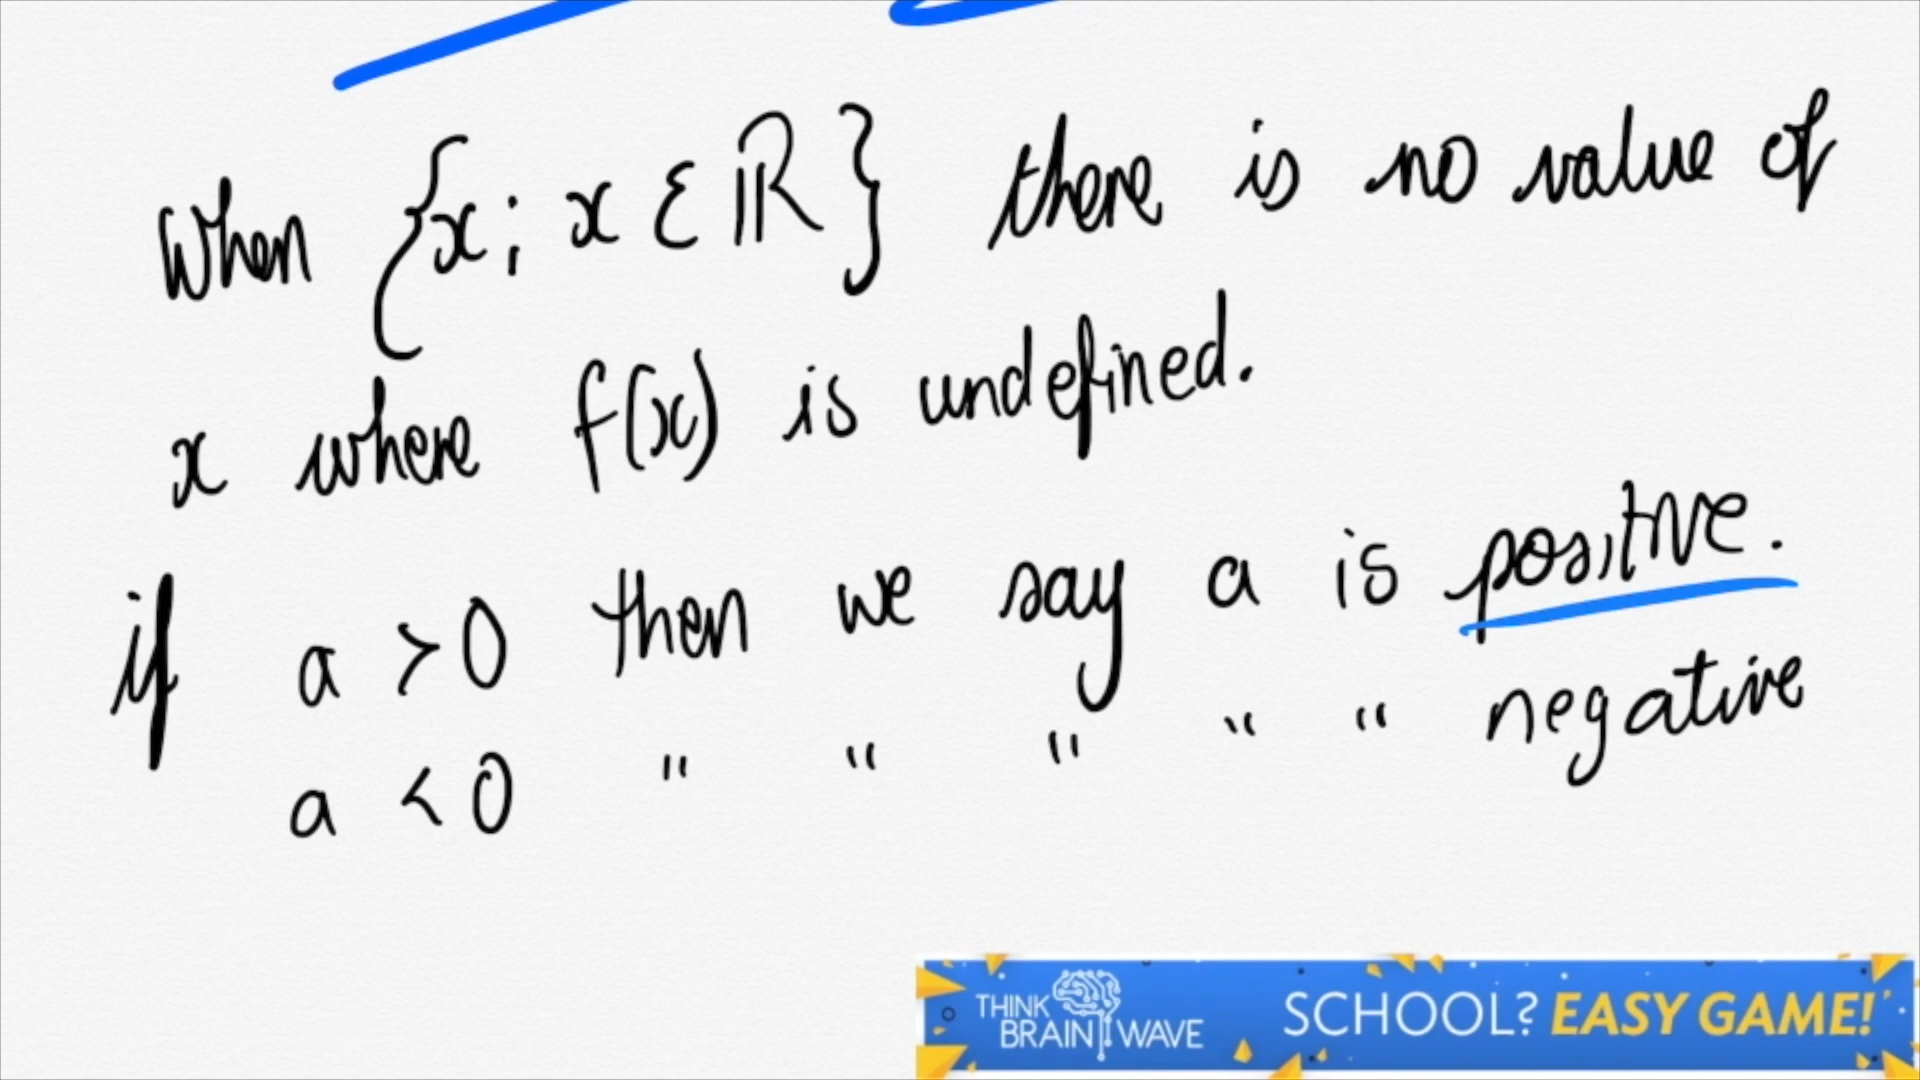 When {x; x ∈ ℝ} there is no value of
x where f(x) is undefined.
if a > 0 then we say a is positive.
a < 0 " " " " " negative
THINK BRAIN WAVE SCHOOL? EASY GAME!